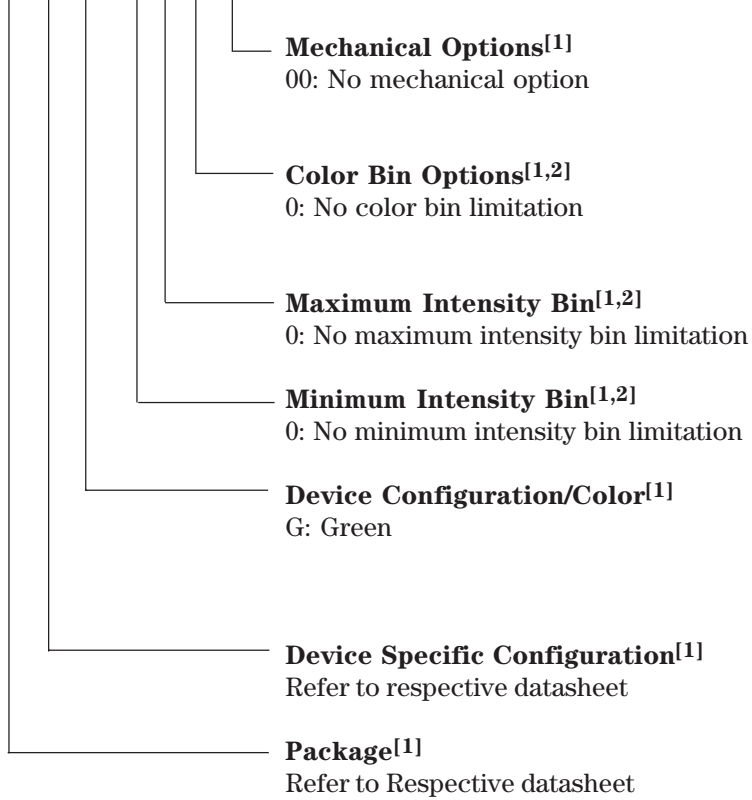 Mechanical Options[1]
00: No mechanical option
Color Bin Options[1,2]
0: No color bin limitation
Maximum Intensity Bin[1,2]
0: No maximum intensity bin limitation
Minimum Intensity Bin[1,2]
0: No minimum intensity bin limitation
Device Configuration/Color[1]
G: Green
Device Specific Configuration[1]
Refer to respective datasheet
Package[1]
Refer to Respective datasheet